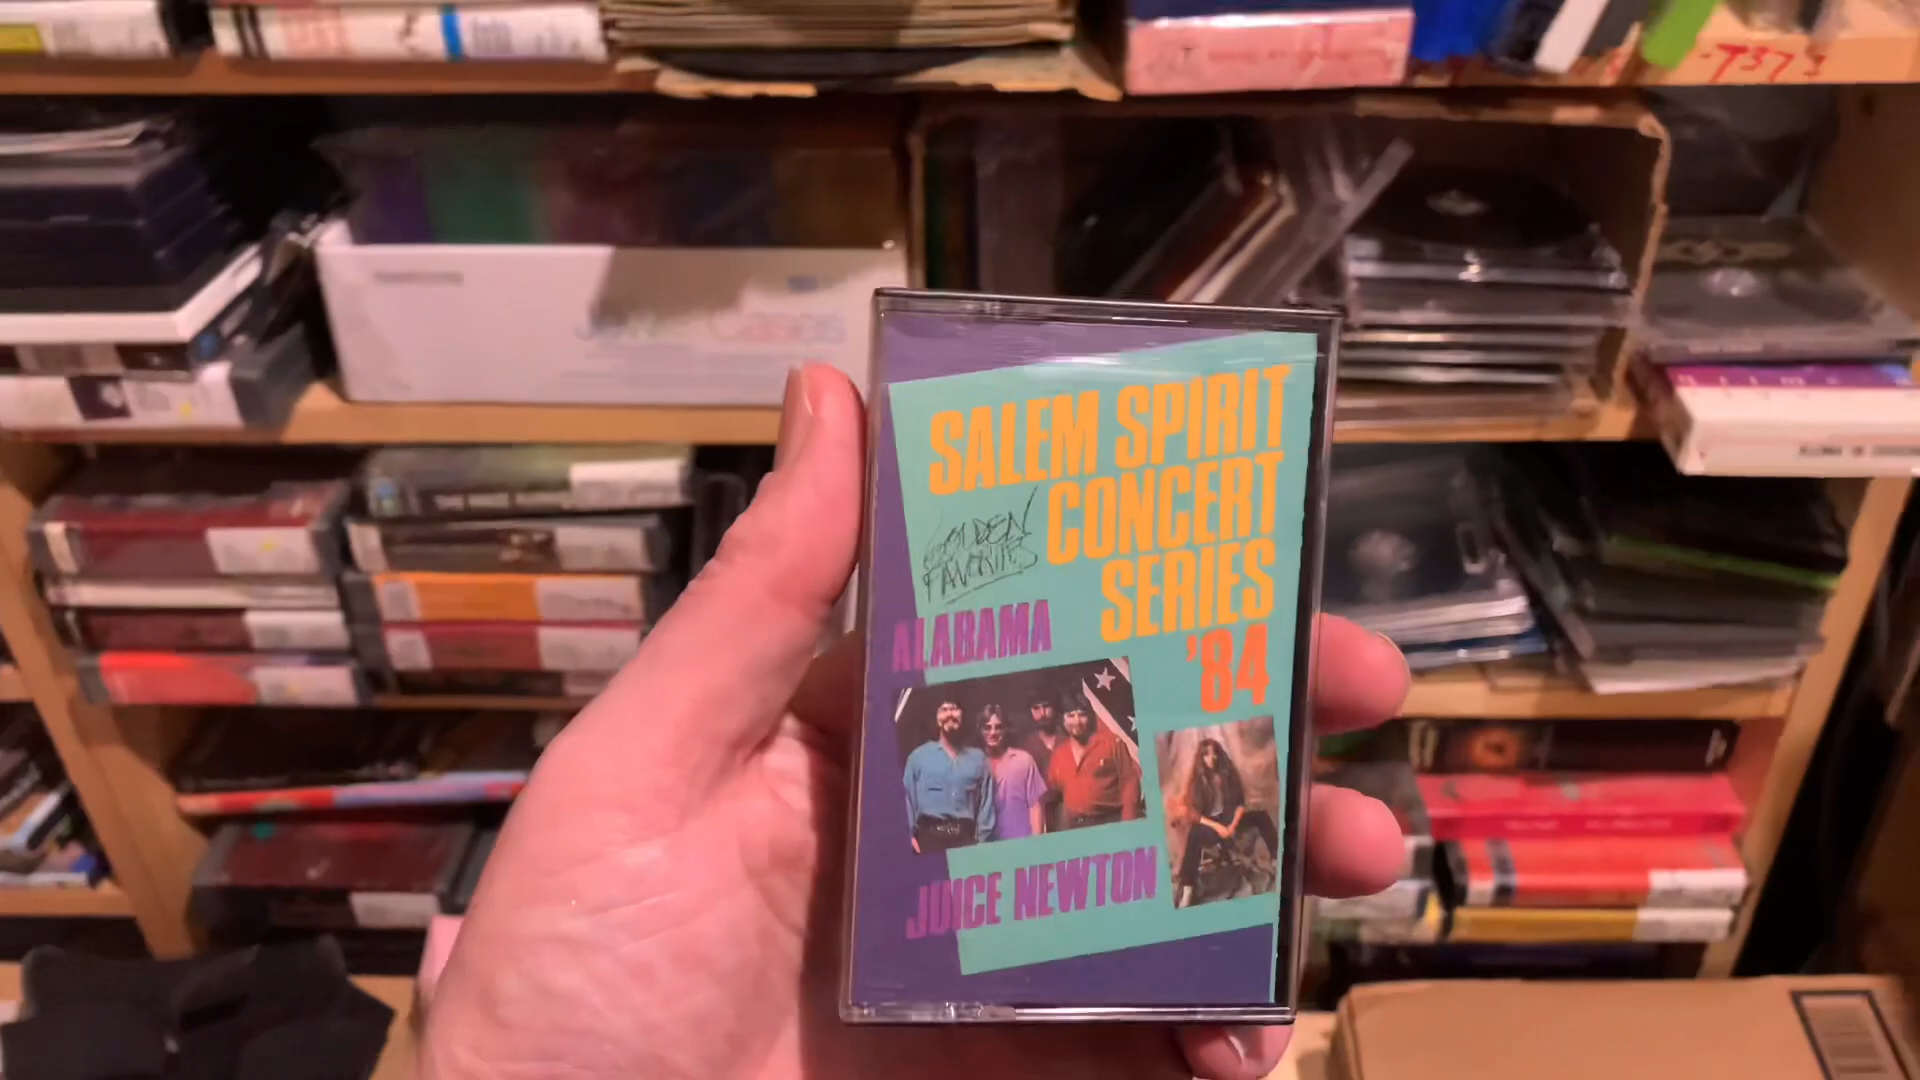 SALEM SPIRIT
CONCERT
SERIES
'84
GOLDEN
FAVORITES
ALABAMA
JUICE NEWTON